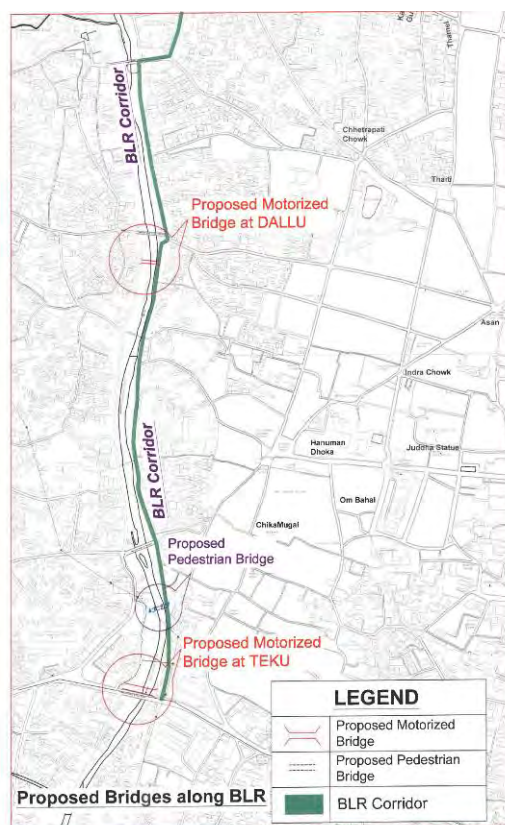 Thamel
BLR Corridor
Chhetrapati
Chowk
Thaiti
Proposed Motorized
Bridge at DALLU
Asan
Indra Chowk
Hanuman
Dhoka
Juddha Statue
BLR Corridor
Om Bahal
ChikaMugal
Proposed
Pedestrian Bridge
Proposed Motorized
Bridge at TEKU
LEGEND
Proposed Motorized
Bridge
Proposed Pedestrian
Bridge
BLR Corridor
Proposed Bridges along BLR